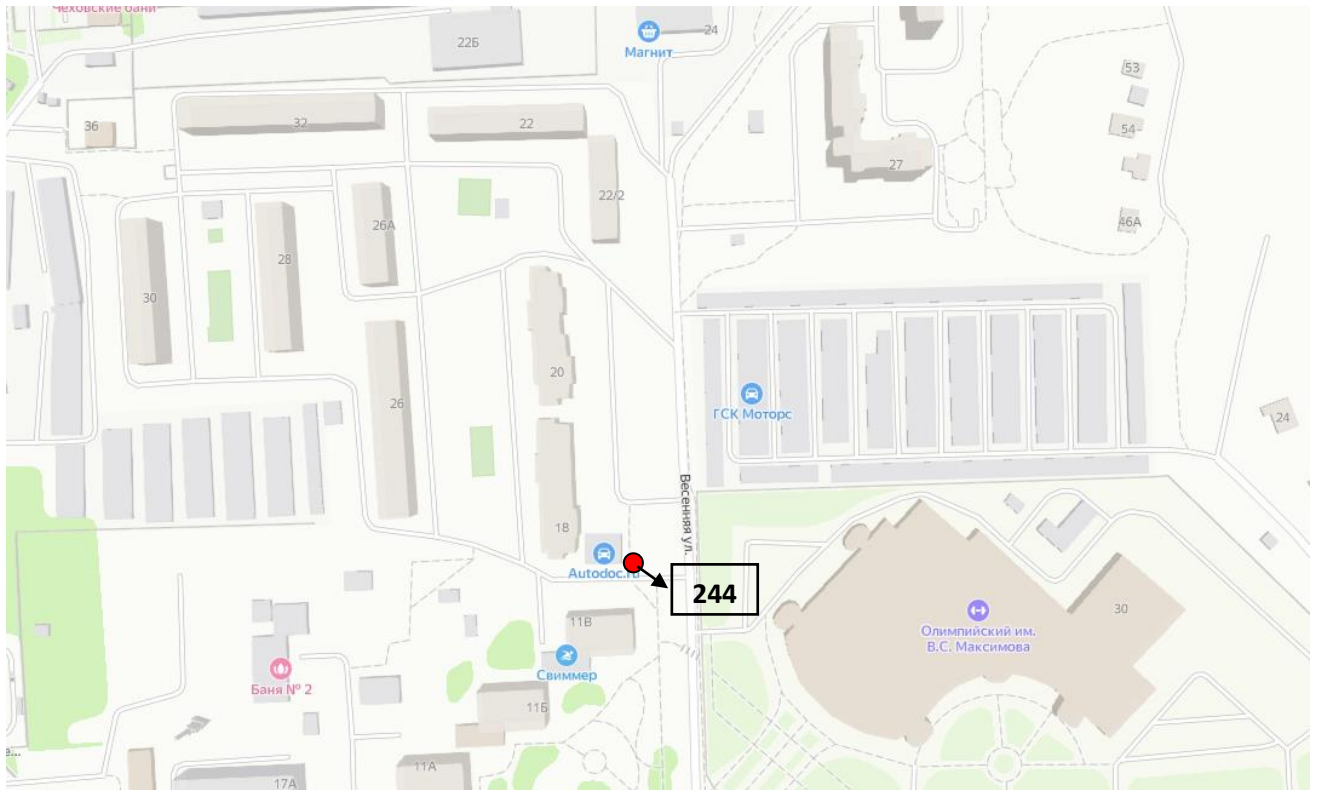 Чеховские бани
22Б
24
Магнит
53
36
32
22
54
27
22/2
26А
46А
28
30
20
ГСК Моторс
26
24
Весенняя ул.
18
Autodoc.ru
244
11В
30
Олимпийский им.
В.С. Максимова
Свиммер
Баня № 2
11Б
11А
17А